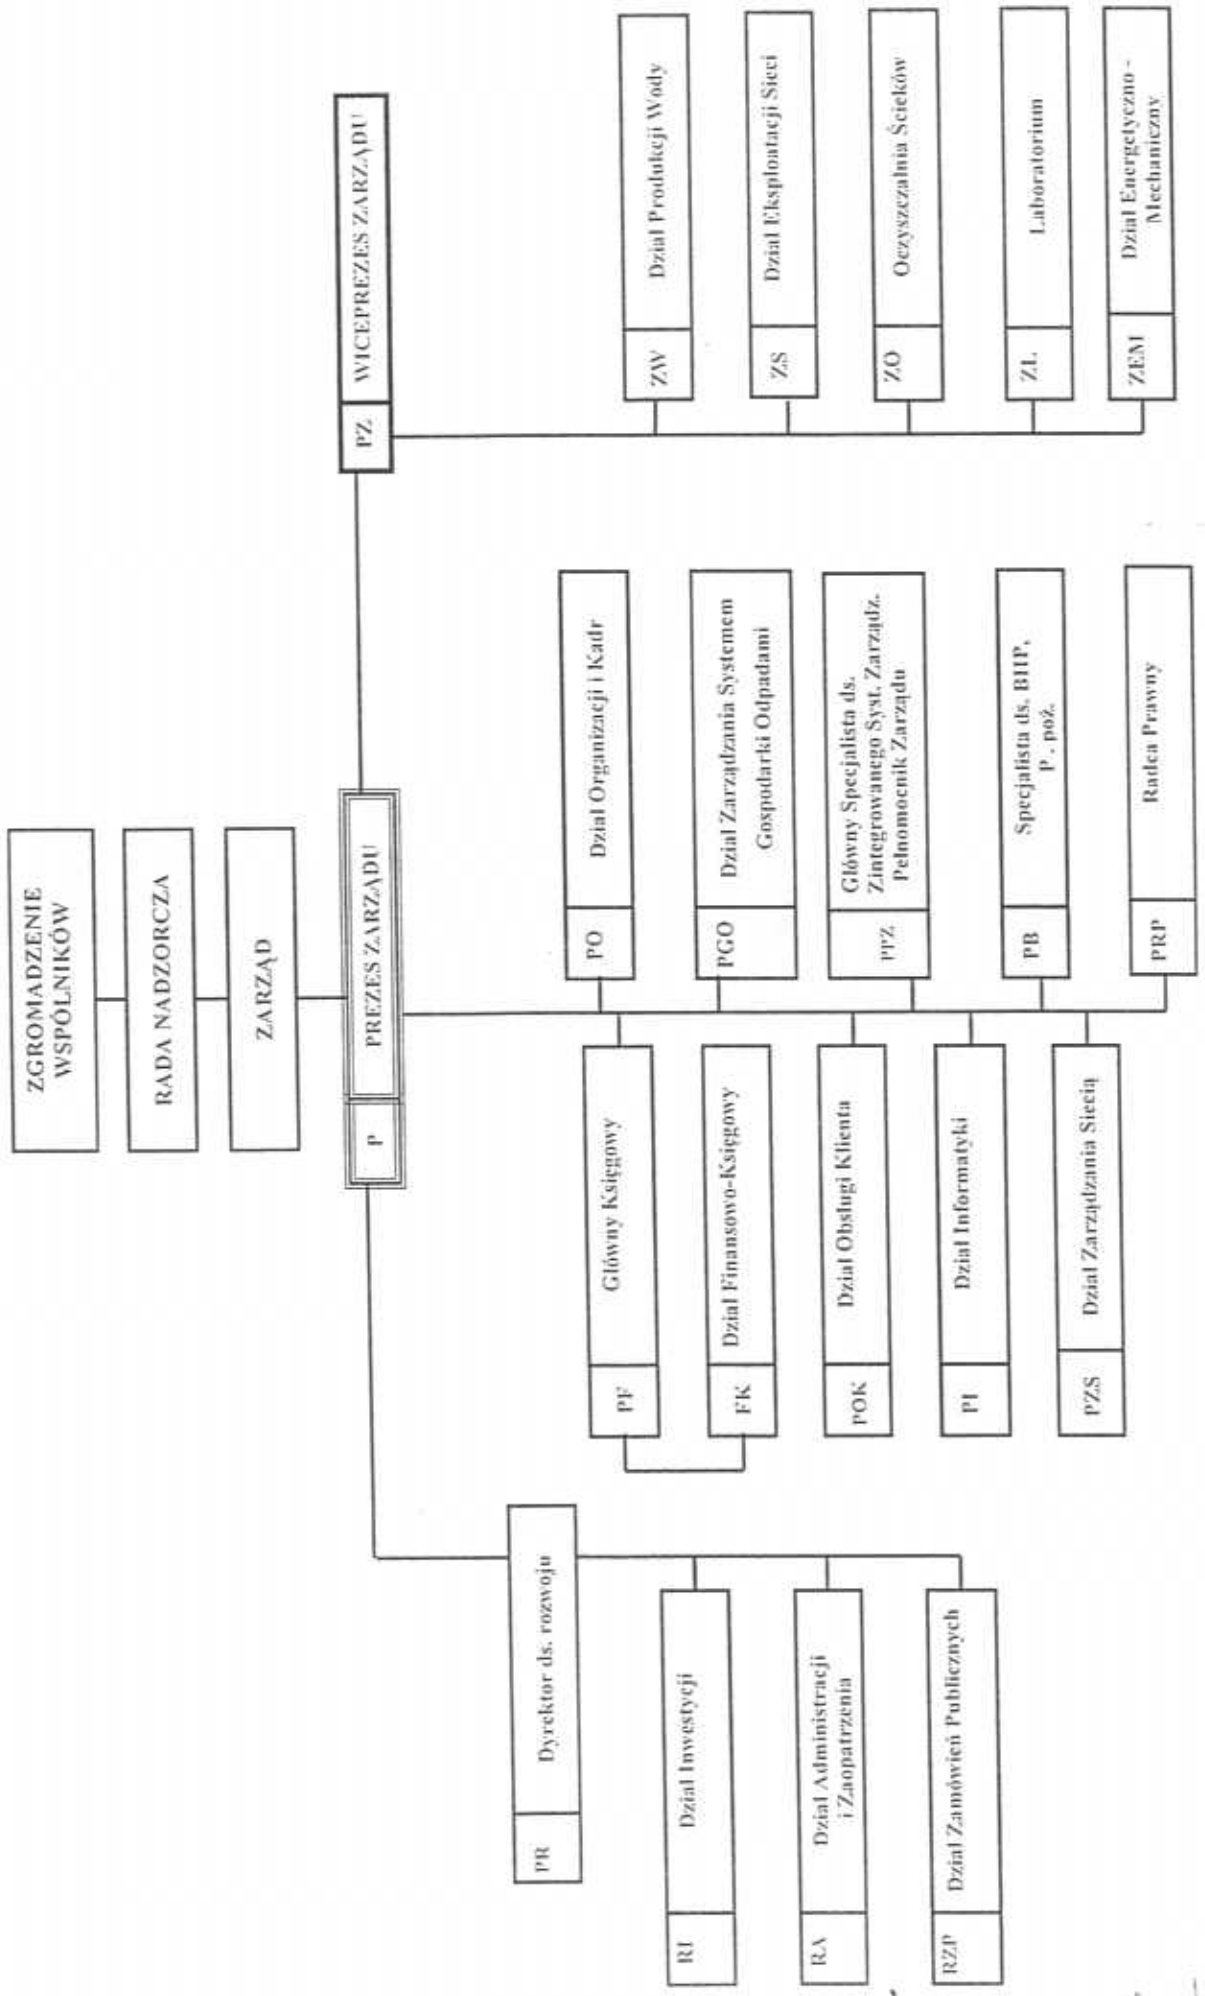 ZGROMADZENIE
WSPÓLNIKÓW
RADA NADZORCZA
ZARZĄD
P
PREZES ZARZĄDU
PZ
WICEPREZES ZARZĄDU
PR
Dyrektor ds. rozwoju
RI
Dział Inwestycji
RA
Dział Administracji
i Zaopatrzenia
RZP
Dział Zamówień Publicznych
PF
Główny Księgowy
FK
Dział Finansowo-Księgowy
POK
Dział Obsługi Klienta
PI
Dział Informatyki
PZS
Dział Zarządzania Siecią
PO
Dział Organizacji i Kadr
PGO
Dział Zarządzania Systemem
Gospodarki Odpadami
PPZ
Główny Specjalista ds.
Zintegrowanego Syst. Zarządz.
Pełnomocnik Zarządu
PB
Specjalista ds. BHP,
P . poż.
PRP
Radca Prawny
ZW
Dział Produkcji Wody
ZS
Dział Eksploatacji Sieci
ZO
Oczyszczalnia Ścieków
ZL
Laboratorium
ZEM
Dział Energetyczno -
Mechaniczny